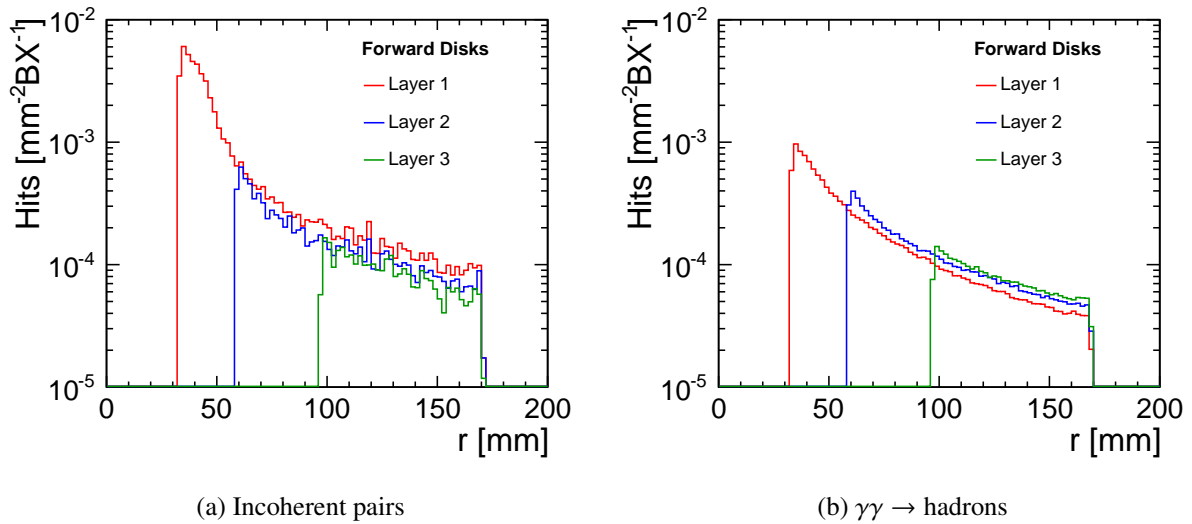 Hits [mm⁻²BX⁻¹]
10⁻²
10⁻³
10⁻⁴
10⁻⁵
Forward Disks
Layer 1
Layer 2
Layer 3
0 50 100 150 200
r [mm]
(a) Incoherent pairs
Hits [mm⁻²BX⁻¹]
10⁻²
10⁻³
10⁻⁴
10⁻⁵
Forward Disks
Layer 1
Layer 2
Layer 3
0 50 100 150 200
r [mm]
(b) γγ → hadrons